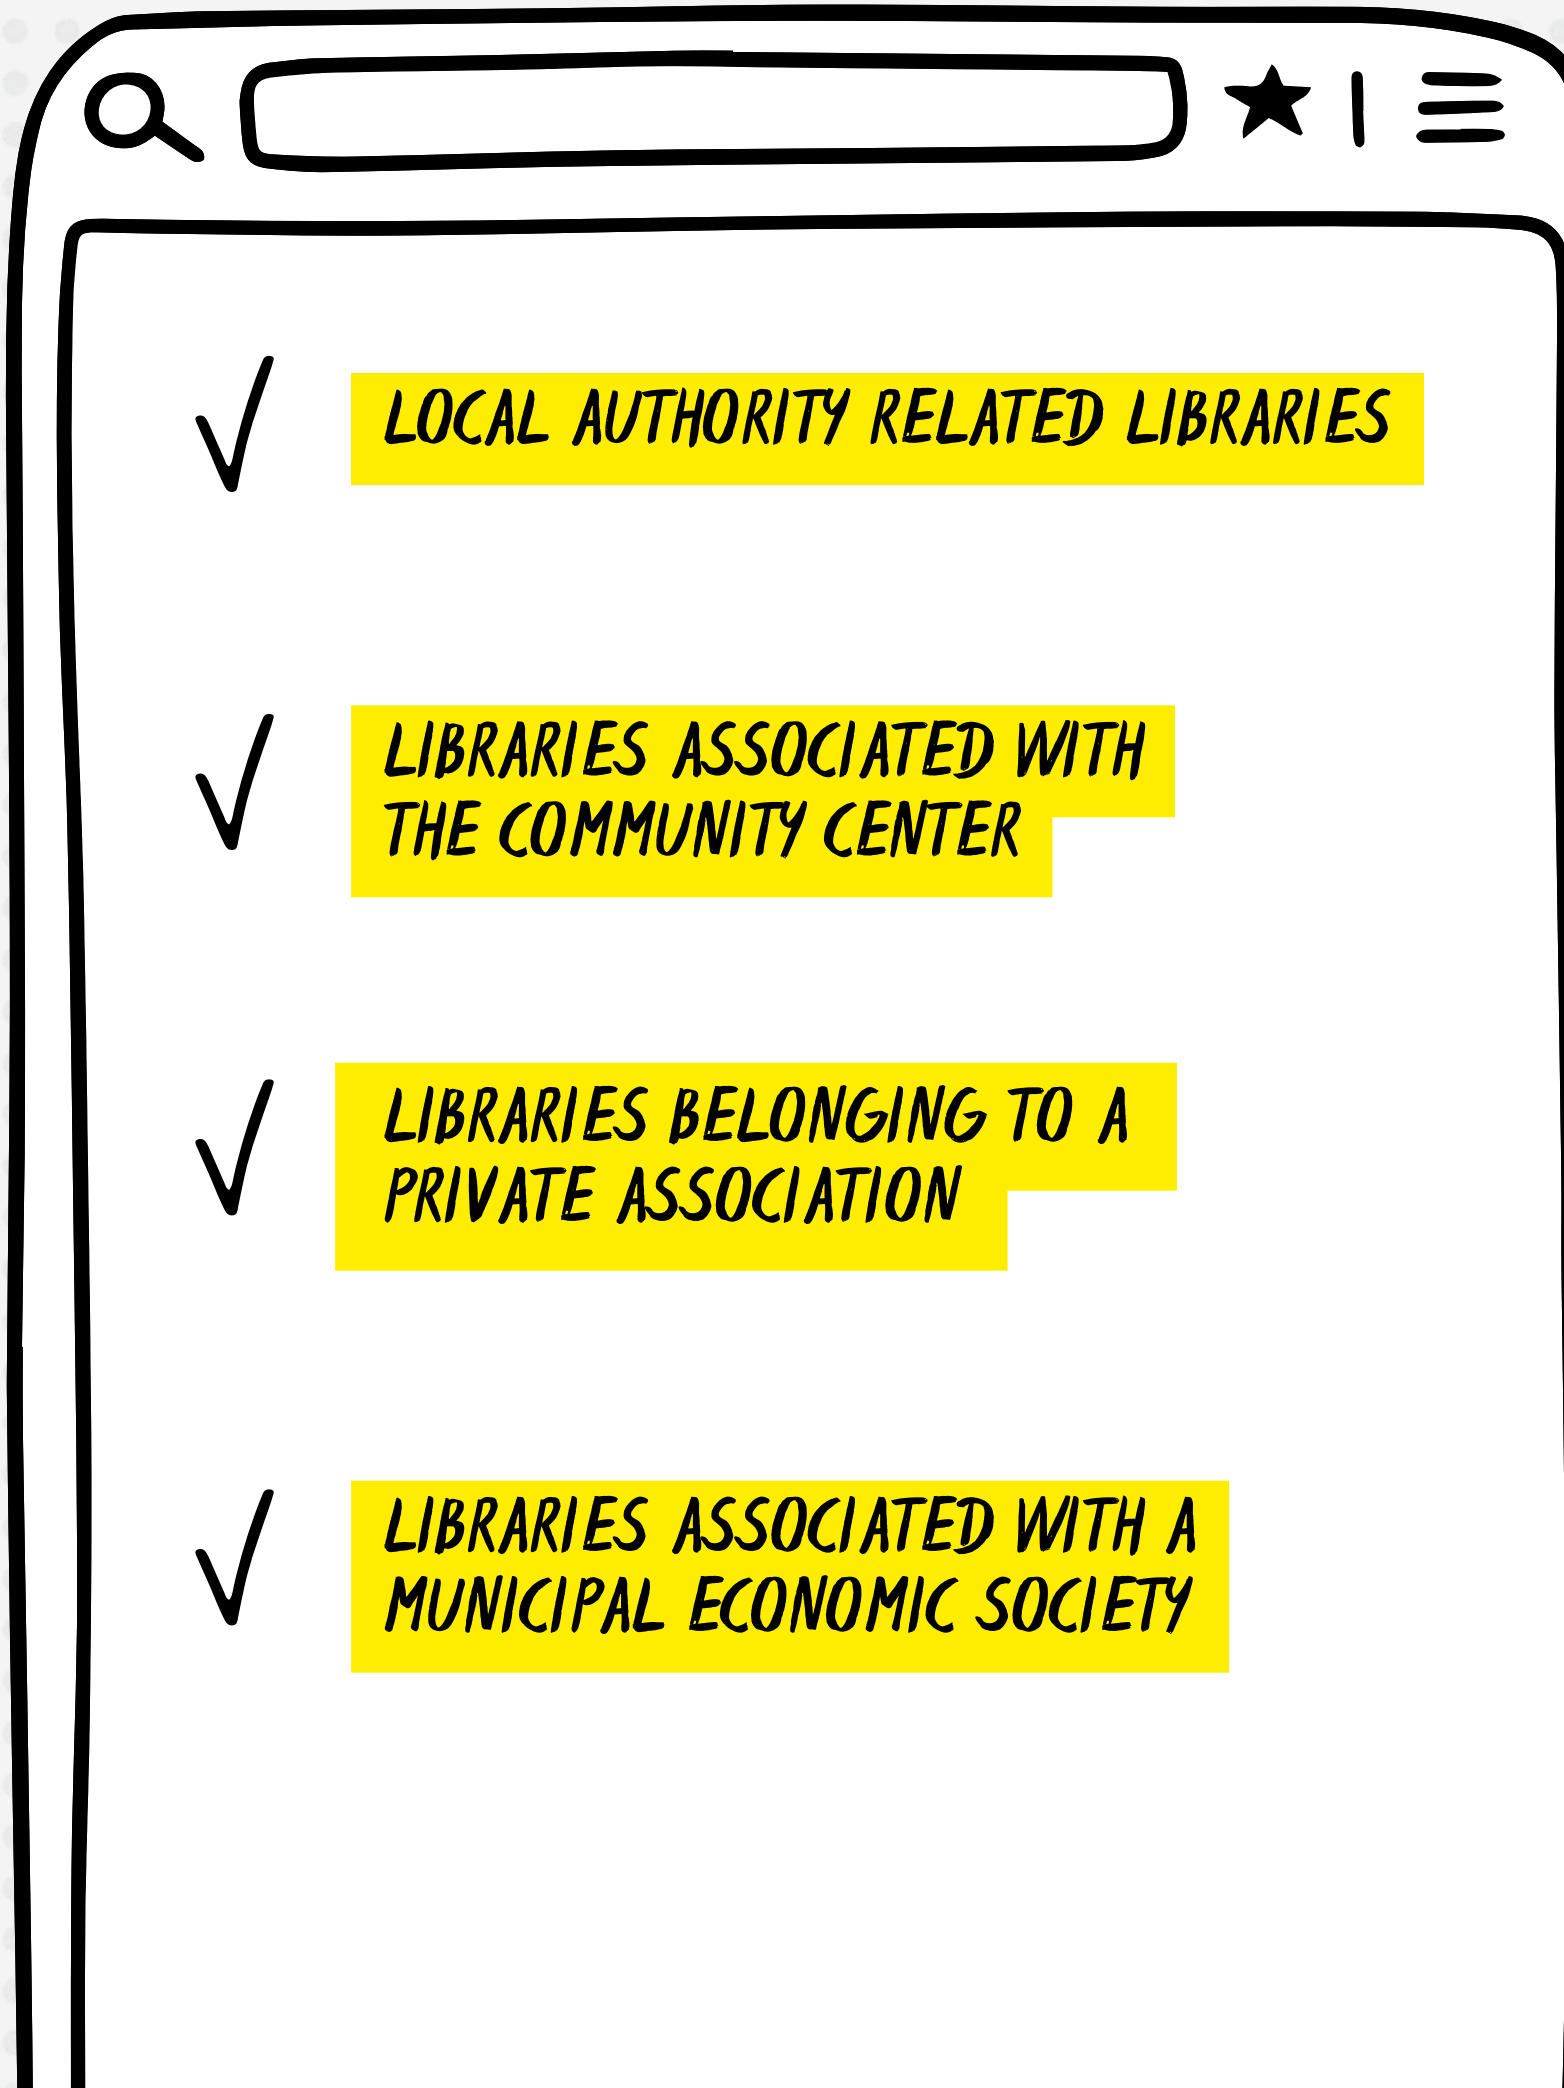 LOCAL AUTHORITY RELATED LIBRARIES
LIBRARIES ASSOCIATED WITH
THE COMMUNITY CENTER
LIBRARIES BELONGING TO A
PRIVATE ASSOCIATION
LIBRARIES ASSOCIATED WITH A
MUNICIPAL ECONOMIC SOCIETY